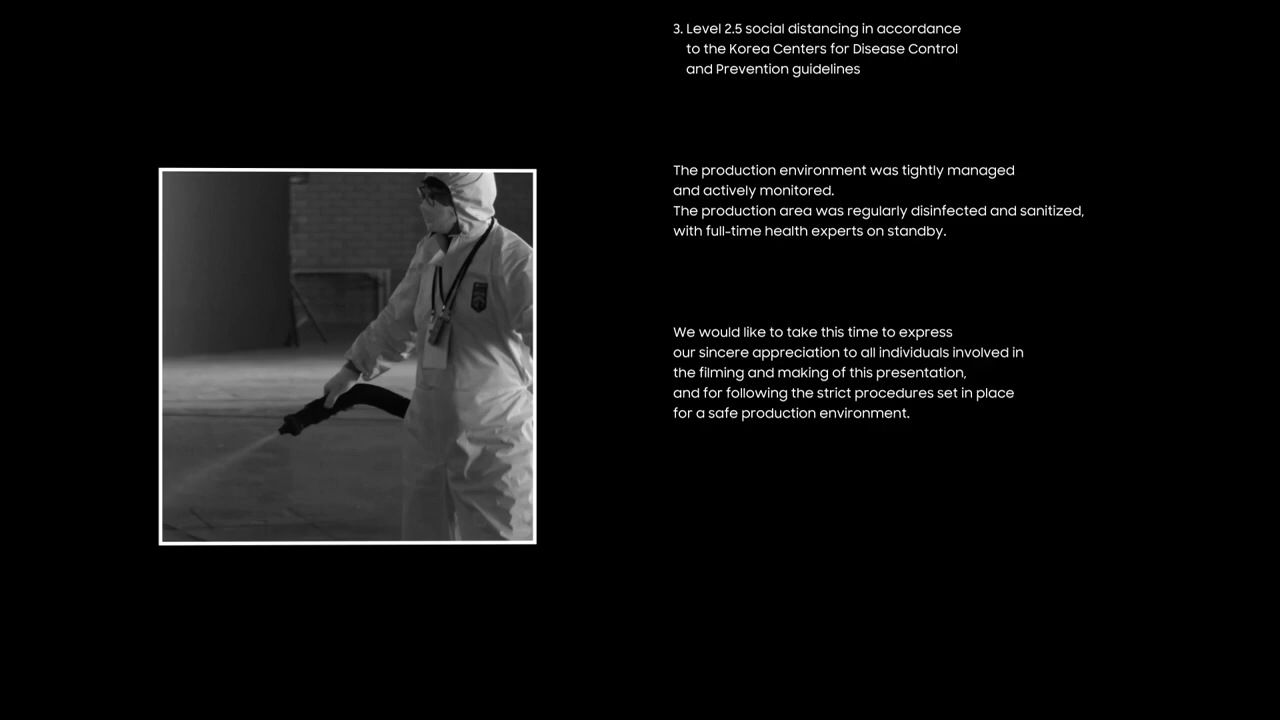 3. Level 2.5 social distancing in accordance
to the Korea Centers for Disease Control
and Prevention guidelines
The production environment was tightly managed
and actively monitored.
The production area was regularly disinfected and sanitized,
with full-time health experts on standby.
We would like to take this time to express
our sincere appreciation to all individuals involved in
the filming and making of this presentation,
and for following the strict procedures set in place
for a safe production environment.